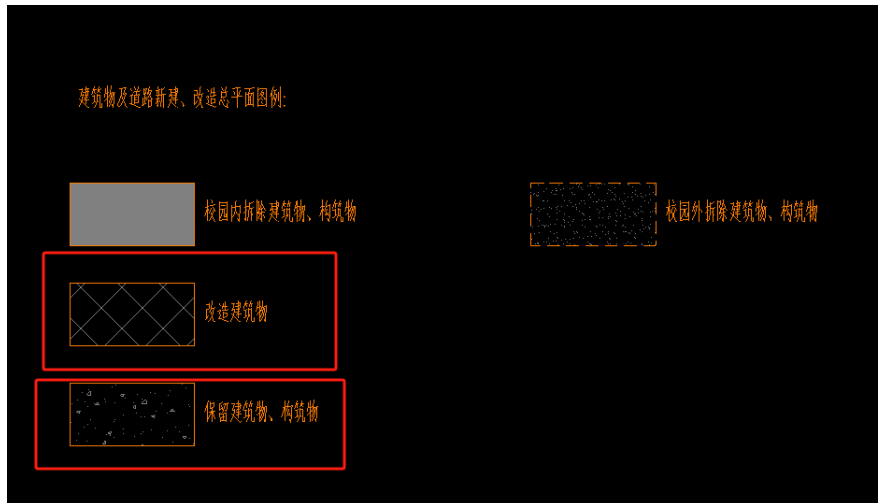 建筑物及道路新建、改造总平面图例:
校园内拆除建筑物、构筑物
校园外拆除建筑物、构筑物
改造建筑物
保留建筑物、构筑物